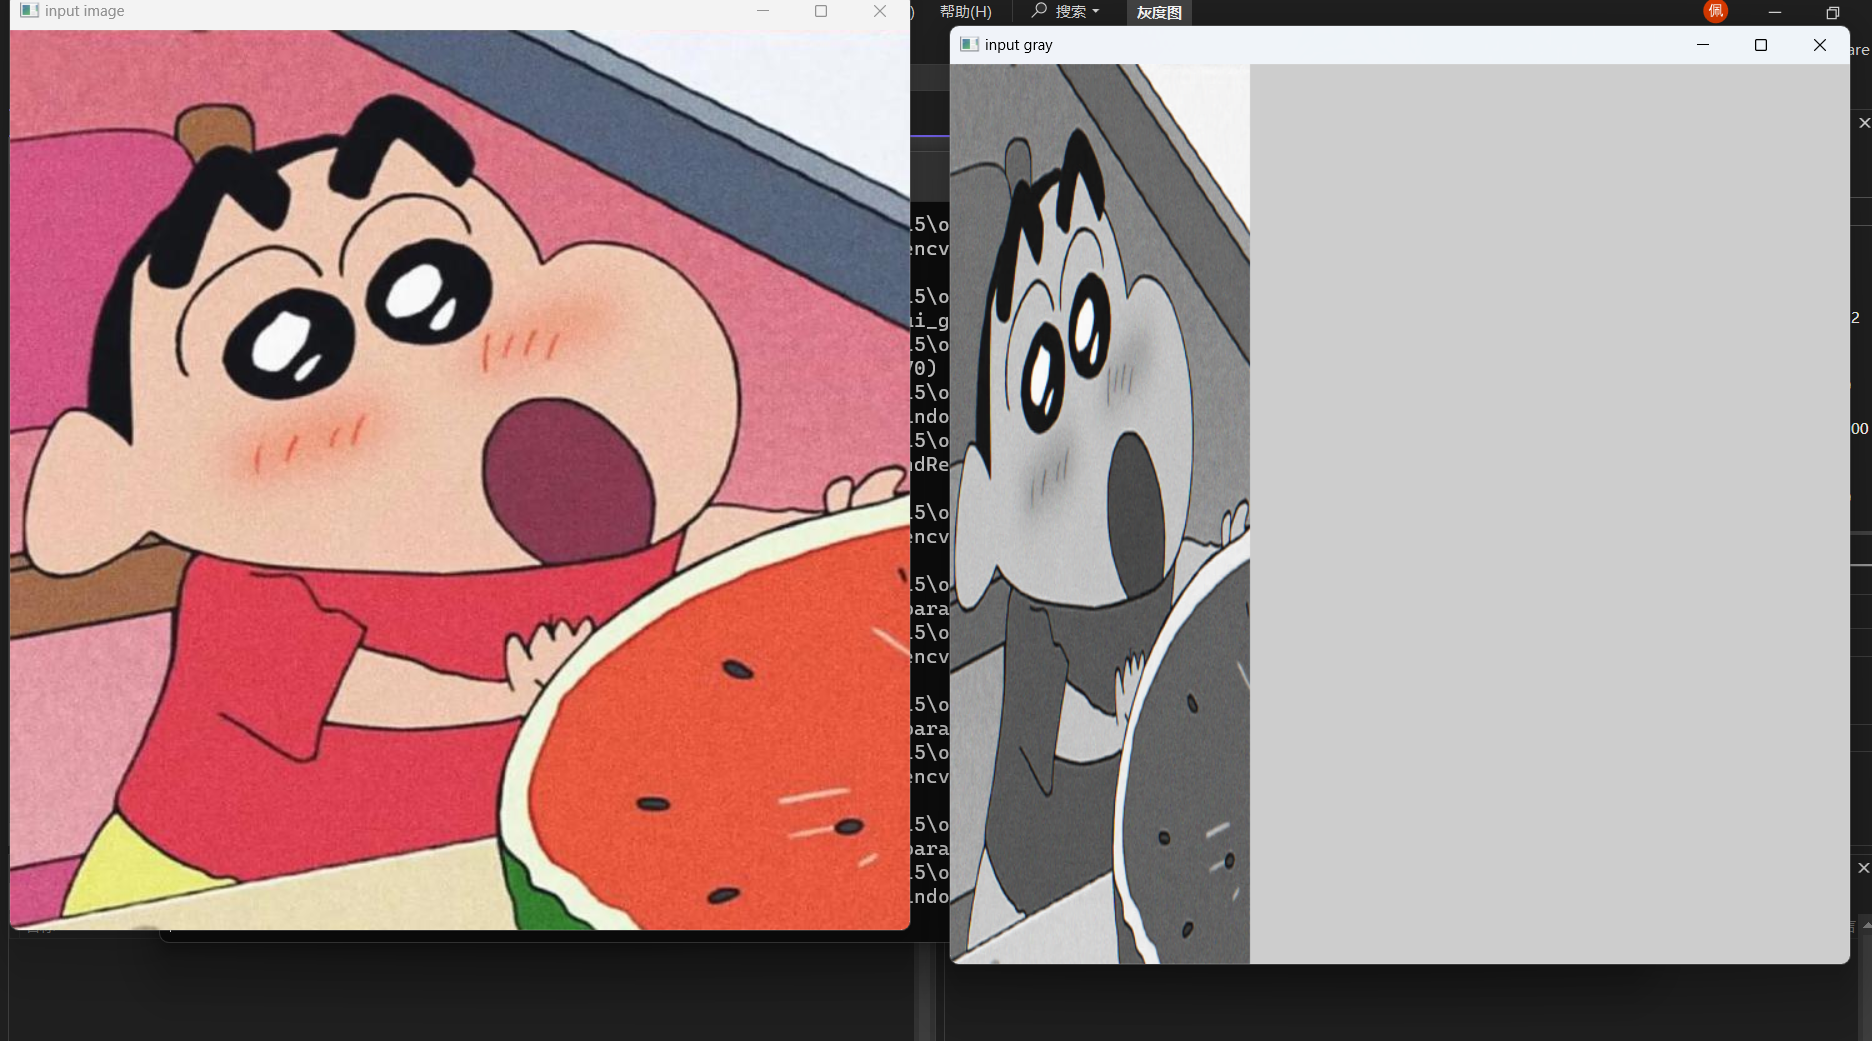 input image
帮助(H)
搜索
灰度图
佩
are
input gray
.5\o
encv
.5\o
ui_g
.5\o
70)
.5\o
indo
.5\o
ndRe
.5\o
encv
.5\o
para
.5\o
encv
.5\o
para
.5\o
encv
.5\o
para
.5\o
indo
2
00